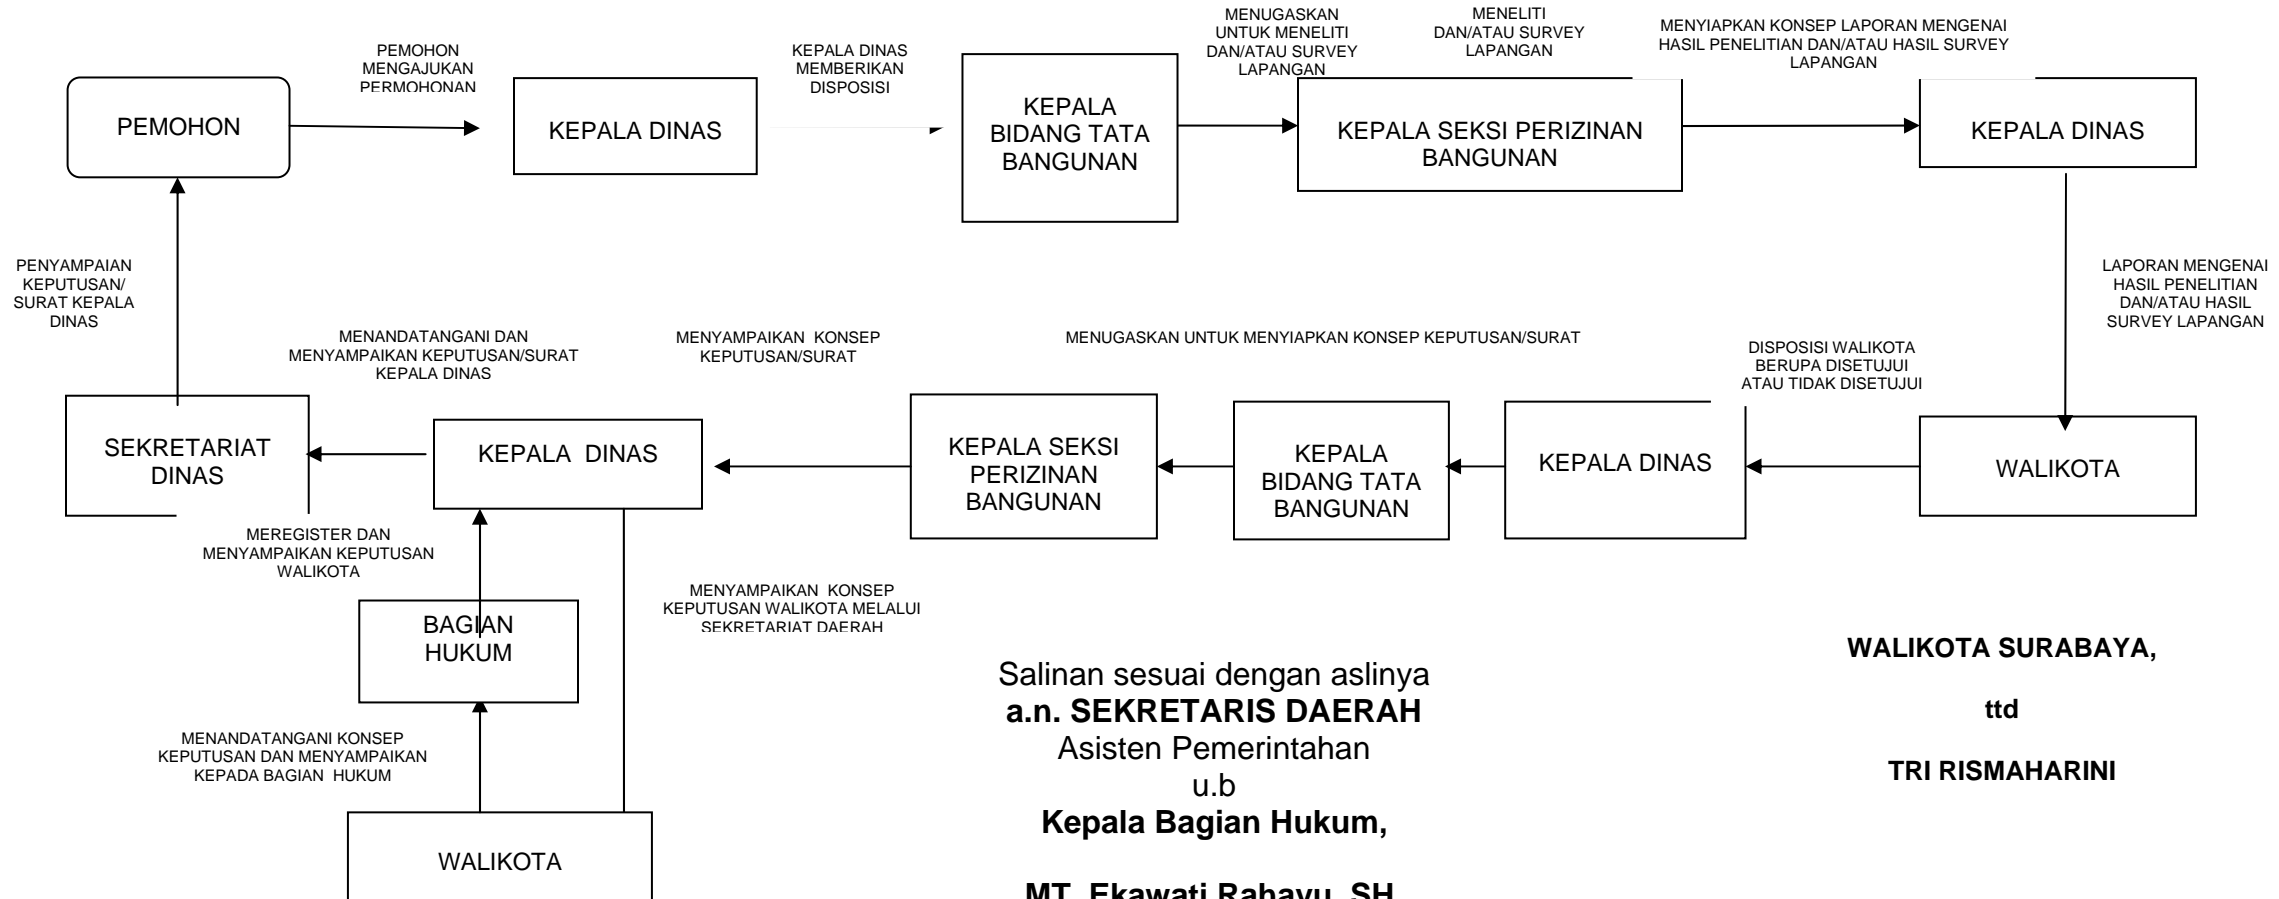 PEMOHON
PEMOHON
MENGAJUKAN
PERMOHONAN
KEPALA DINAS
KEPALA DINAS
MEMBERIKAN
DISPOSISI
KEPALA
BIDANG TATA
BANGUNAN
MENUGASKAN
UNTUK MENELITI
DAN/ATAU SURVEY
LAPANGAN
MENELITI
DAN/ATAU SURVEY
LAPANGAN
KEPALA SEKSI PERIZINAN
BANGUNAN
MENYIAPKAN KONSEP LAPORAN MENGENAI
HASIL PENELITIAN DAN/ATAU HASIL SURVEY
LAPANGAN
KEPALA DINAS
LAPORAN MENGENAI
HASIL PENELITIAN
DAN/ATAU HASIL
SURVEY LAPANGAN
WALIKOTA
DISPOSISI WALIKOTA
BERUPA DISETUJUI
ATAU TIDAK DISETUJUI
KEPALA DINAS
MENUGASKAN UNTUK MENYIAPKAN KONSEP KEPUTUSAN/SURAT
KEPALA
BIDANG TATA
BANGUNAN
KEPALA SEKSI
PERIZINAN
BANGUNAN
MENYAMPAIKAN KONSEP
KEPUTUSAN/SURAT
KEPALA DINAS
MENANDATANGANI DAN
MENYAMPAIKAN KEPUTUSAN/SURAT
KEPALA DINAS
SEKRETARIAT
DINAS
PENYAMPAIAN
KEPUTUSAN/
SURAT KEPALA
DINAS
MEREGISTER DAN
MENYAMPAIKAN KEPUTUSAN
WALIKOTA
MENYAMPAIKAN KONSEP
KEPUTUSAN WALIKOTA MELALUI
SEKRETARIAT DAERAH
BAGIAN
HUKUM
MENANDATANGANI KONSEP
KEPUTUSAN DAN MENYAMPAIKAN
KEPADA BAGIAN HUKUM
WALIKOTA
Salinan sesuai dengan aslinya
a.n. SEKRETARIS DAERAH
Asisten Pemerintahan
u.b
Kepala Bagian Hukum,
MT. Ekawati Rahayu, SH
WALIKOTA SURABAYA,
ttd
TRI RISMAHARINI